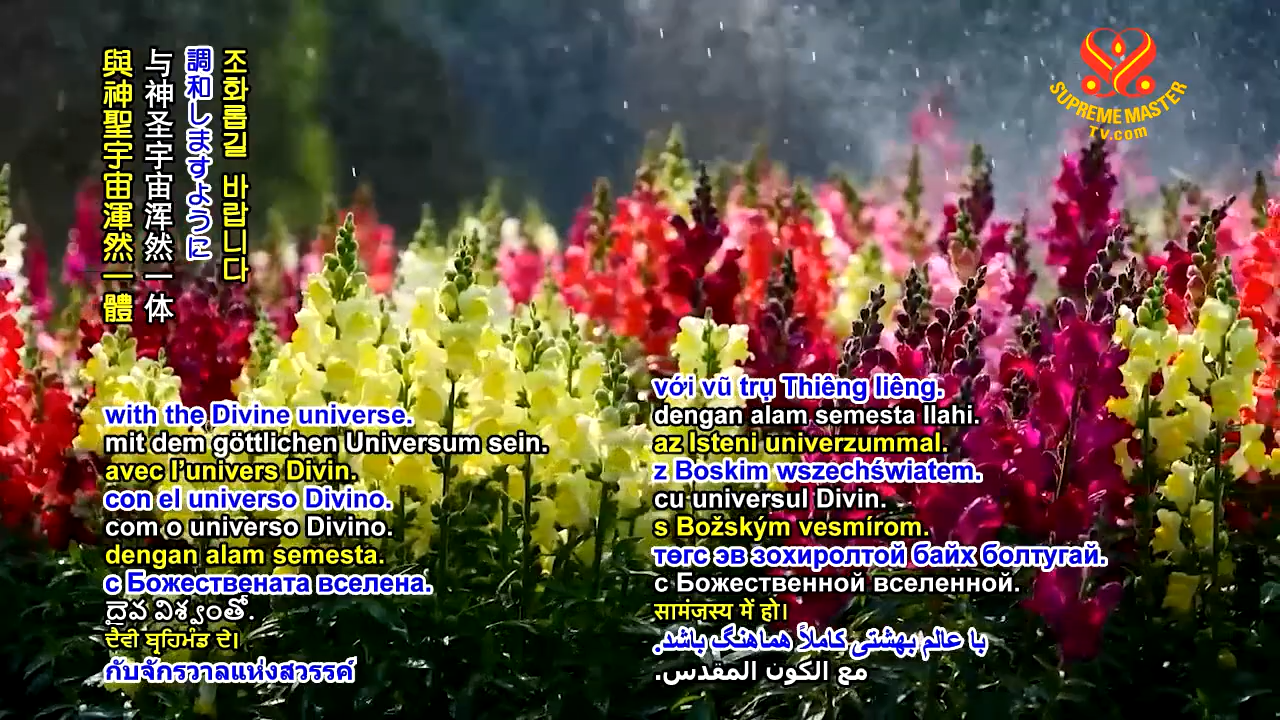 與神聖宇宙渾然一體
与神圣宇宙浑然一体
調和しますように
조화롭길 바랍니다
SUPREME MASTER
Tv.com
with the Divine universe.
mit dem göttlichen Universum sein.
avec l'univers Divin.
con el universo Divino.
com o universo Divino.
dengan alam semesta.
с Божествената вселена.
దైవ విశ్వంతో.
ਦੈਵੀ ਬ੍ਰਹਿਮੰਡ ਦੇ।
กับจักรวาลแห่งสวรรค์
với vũ trụ Thiêng liêng.
dengan alam semesta Ilahi.
az Isteni univerzummal.
z Boskim wszechświatem.
cu universul Divin.
s Božským vesmírom.
төгс эв зохиролтой байх болтугай.
с Божественной вселенной.
सामंजस्य में हो।
با عالم بهشتی کاملاً هماهنگ باشد.
مع الكون المقدس.